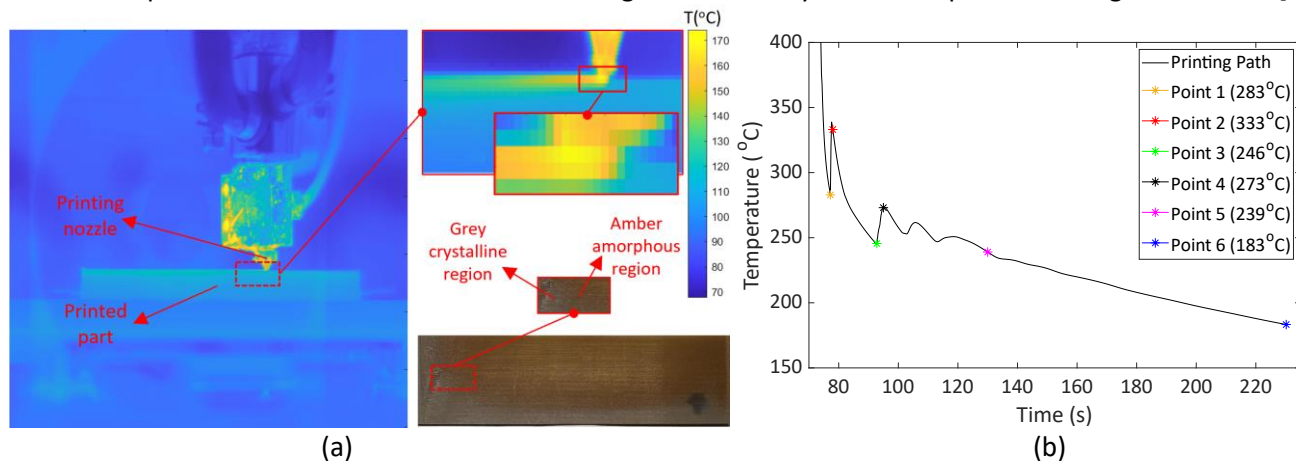 T(°C)
170
160
150
140
130
120
110
100
90
80
70
Printing
nozzle
Printed
part
Grey
crystalline
region
Amber
amorphous
region
(a)
400
350
300
250
200
150
Temperature (°C)
80 100 120 140 160 180 200 220
Time (s)
Printing Path
Point 1 (283°C)
Point 2 (333°C)
Point 3 (246°C)
Point 4 (273°C)
Point 5 (239°C)
Point 6 (183°C)
(b)